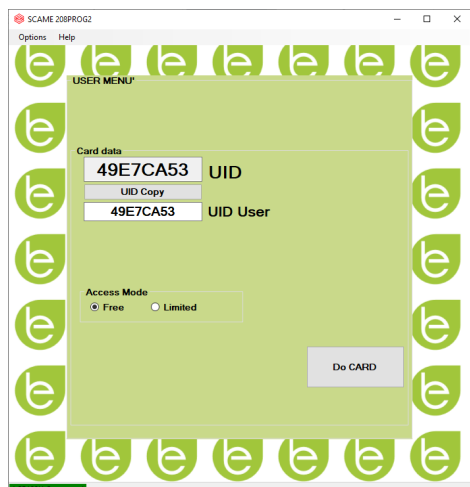 SCAME 208PROG2
Options Help
USER MENU'
Card data
49E7CA53 UID
UID Copy
49E7CA53 UID User
Access Mode
Free Limited
Do CARD